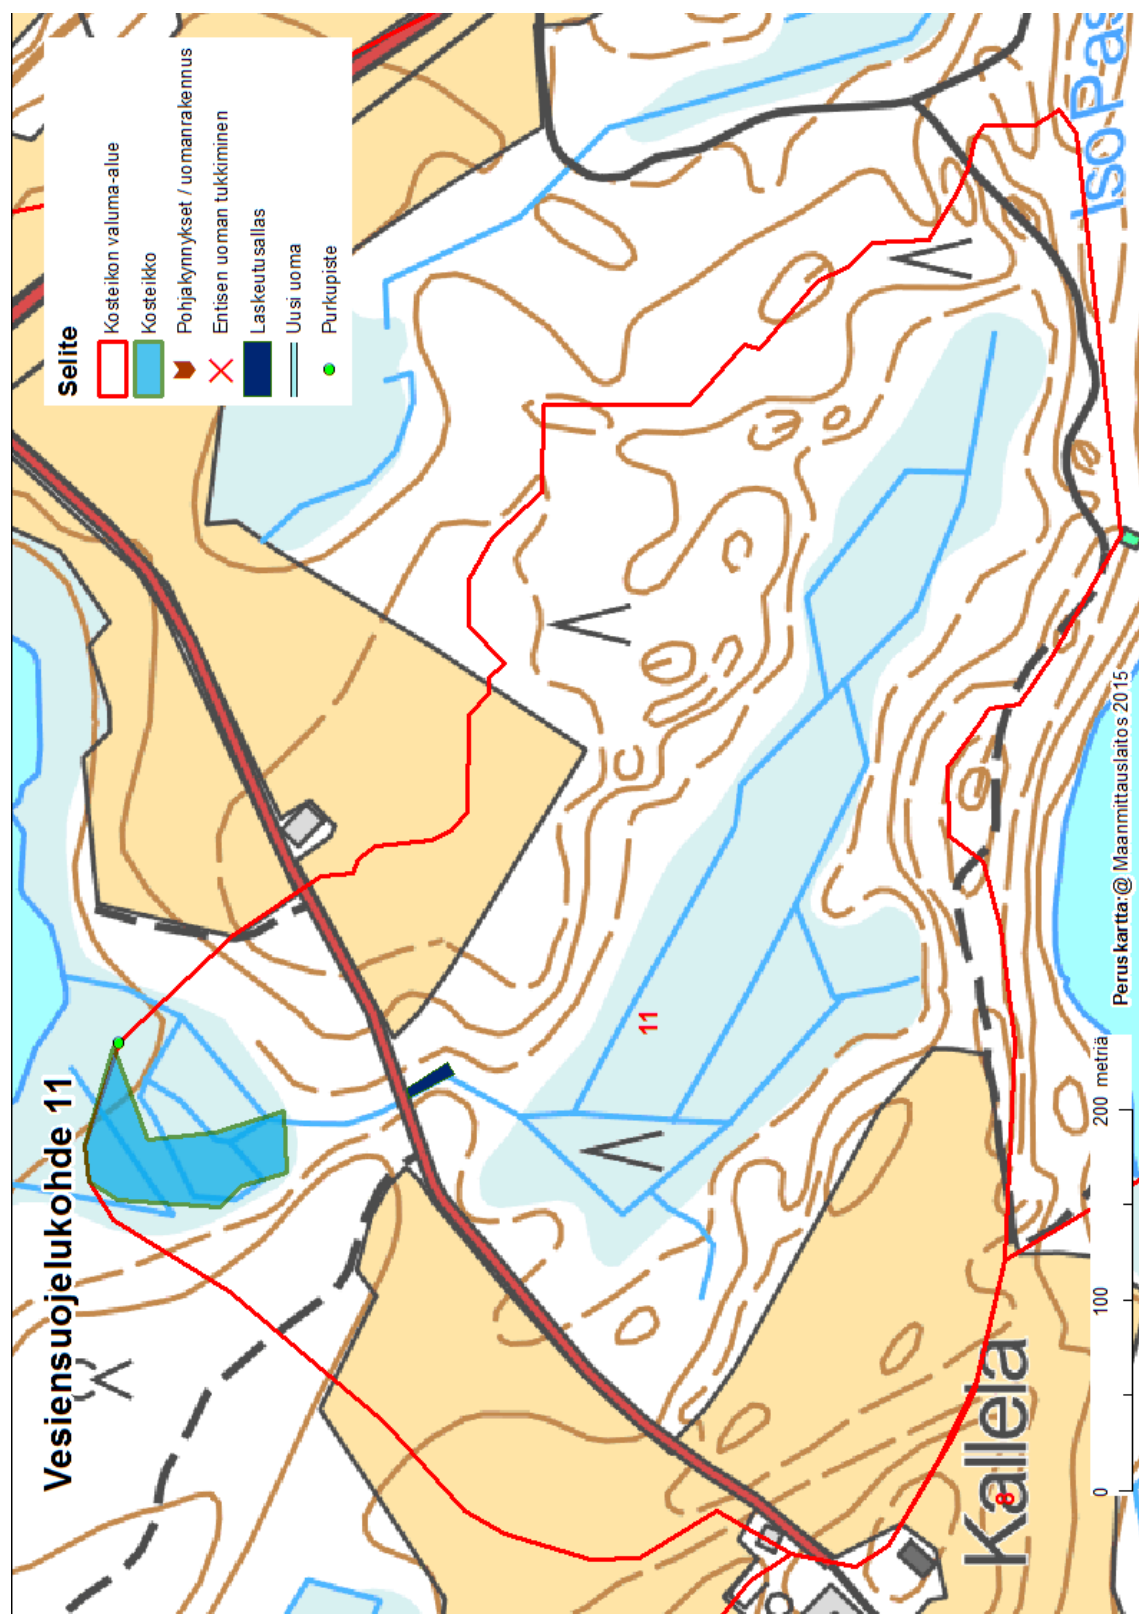 Vesiensuojelukohde 11
Selite
Kosteikon valuma-alue
Kosteikko
Pohjakynnykset / uomanrakennus
Entisen uoman tukkiminen
Laskeutusallas
Uusi uoma
Purkupiste
11
8
Kallela
Iso Pas
0 100 200 metriä
Peruskartta:@ Maanmittauslaitos 2015